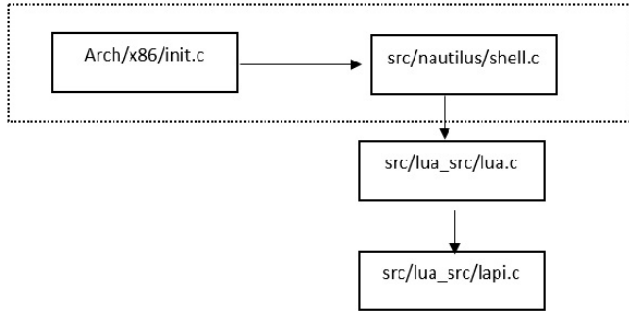 Arch/x86/init.c
src/nautilus/shell.c
src/lua_src/lua.c
src/lua_src/lapi.c